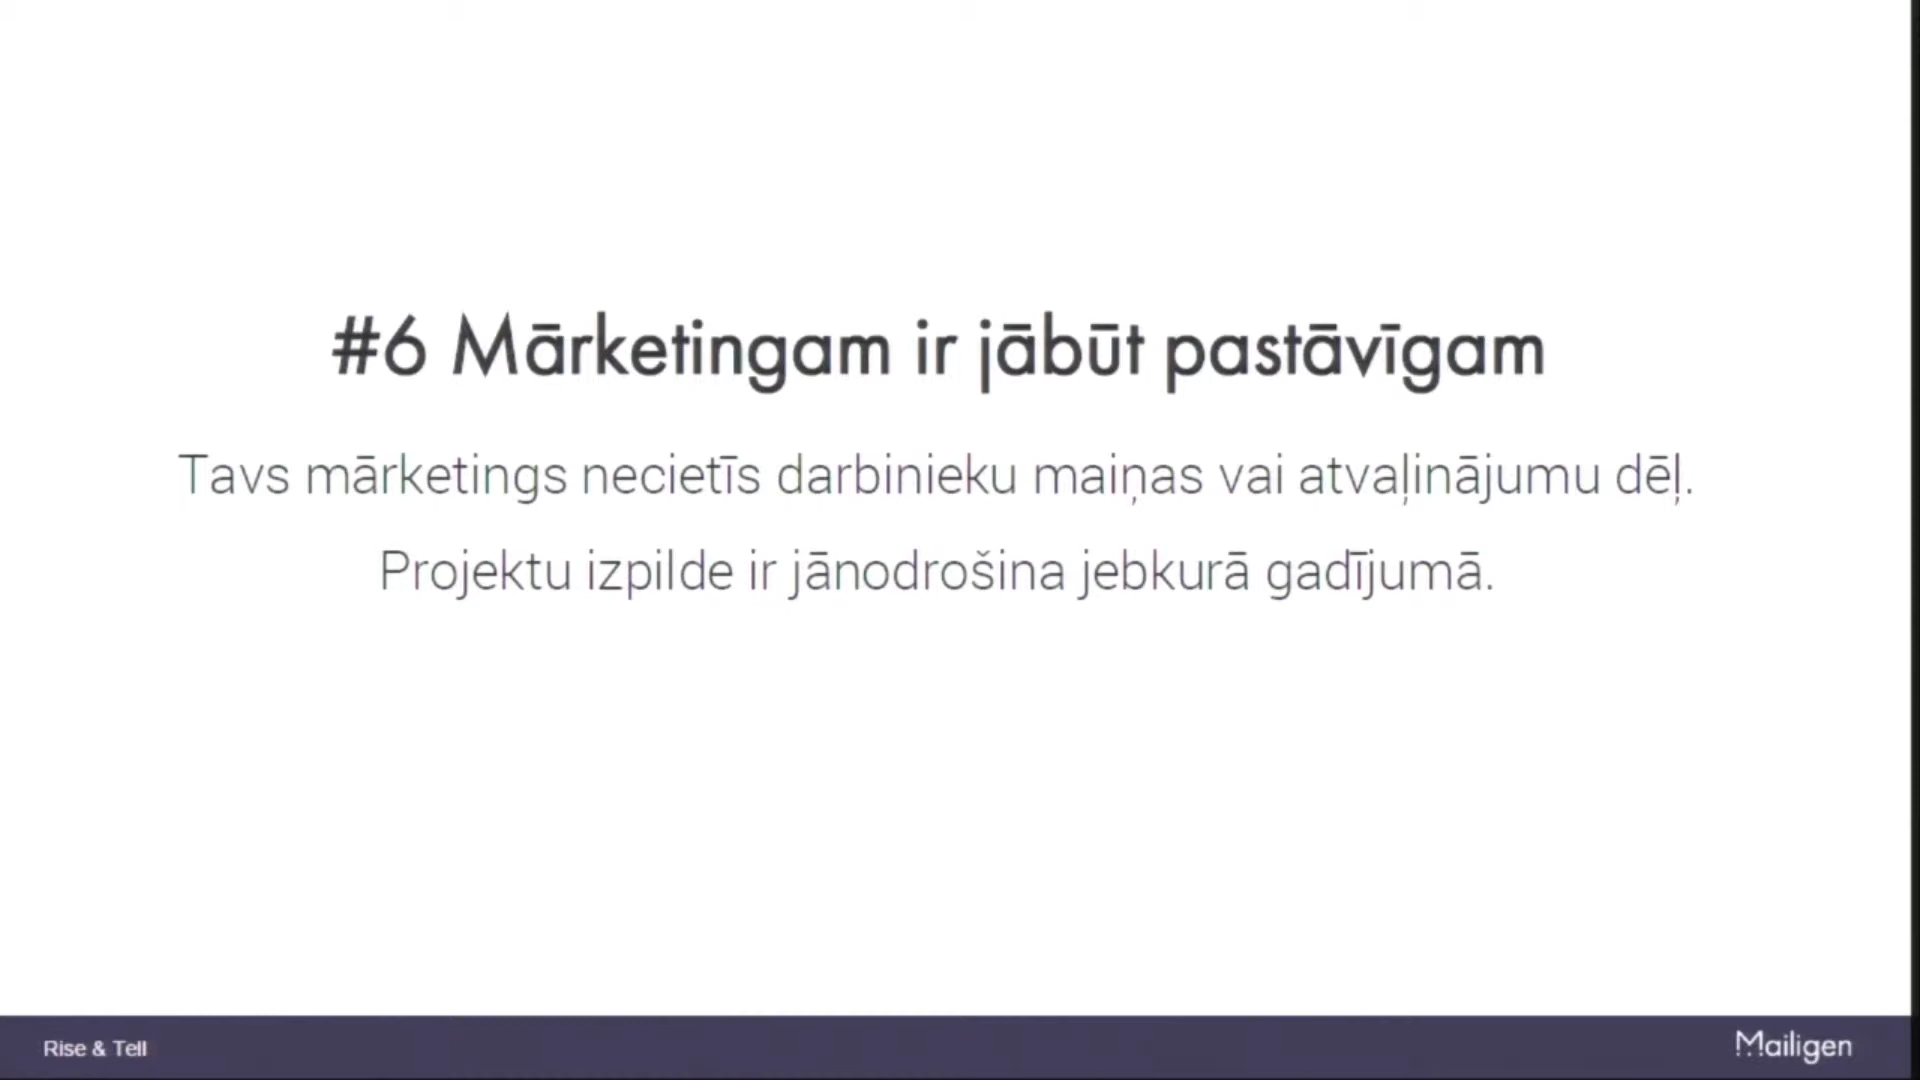 #6 Mārketingam ir jābūt pastāvīgam
Tavs mārketings necietīs darbinieku maiņas vai atvaļinājumu dēļ.
Projektu izpilde ir jānodrošina jebkurā gadījumā.
Rise & Tell
Mailigen